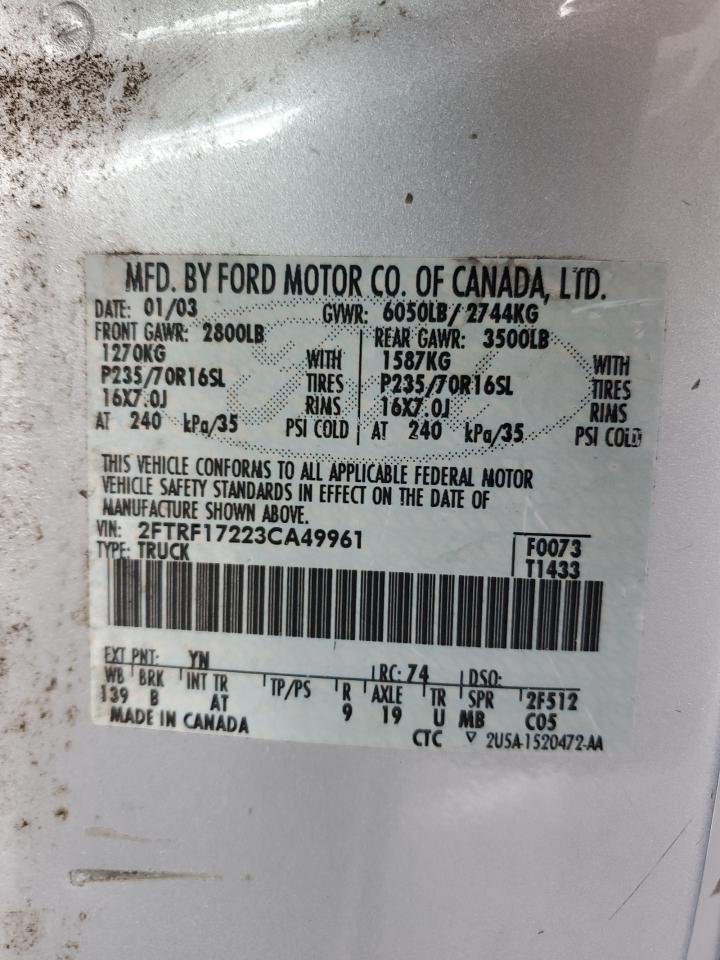 MFD. BY FORD MOTOR CO. OF CANADA, LTD.
DATE: 01/03 GVWR: 6050LB/ 2744KG
FRONT GAWR: 2800LB REAR GAWR: 3500LB
1270KG WITH 1587KG WITH
P235/70R16SL TIRES P235/70R16SL TIRES
16X7.0J RIMS 16X7.0J RIMS
AT 240 kPa/35 PSI COLD AT 240 kPa/35 PSI COLD
THIS VEHICLE CONFORMS TO ALL APPLICABLE FEDERAL MOTOR
VEHICLE SAFETY STANDARDS IN EFFECT ON THE DATE OF
MANUFACTURE SHOWN ABOVE.
VIN: 2FTRF17223CA49961 F0073
TYPE: TRUCK T1433
EXT PNT: YN RC: 74 DSO:
WB BRK INT TR TP/PS R AXLE TR SPR 2F512
139 B AT 9 19 U MB C05
MADE IN CANADA
CTC ▽ 2U5A-1520472-AA